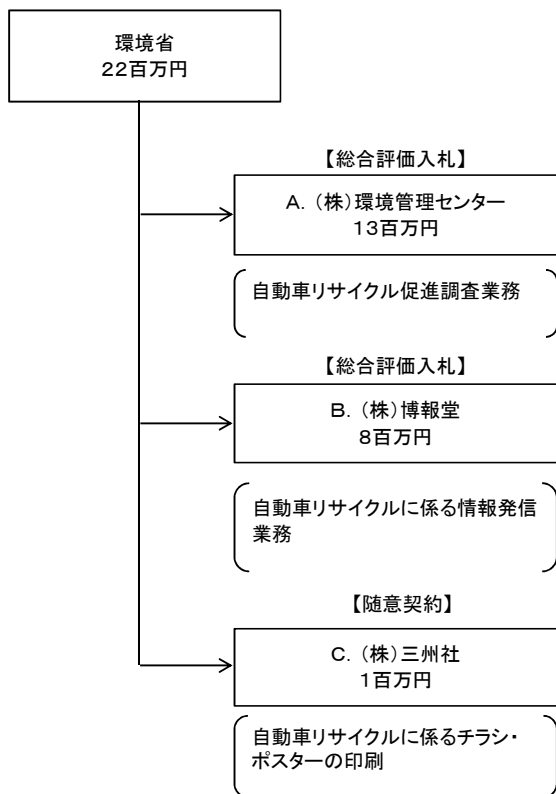 環境省
22百万円
【総合評価入札】
A. (株)環境管理センター
13百万円
自動車リサイクル促進調査業務
【総合評価入札】
B. (株)博報堂
8百万円
自動車リサイクルに係る情報発信
業務
【随意契約】
C. (株)三州社
1百万円
自動車リサイクルに係るチラシ・
ポスターの印刷